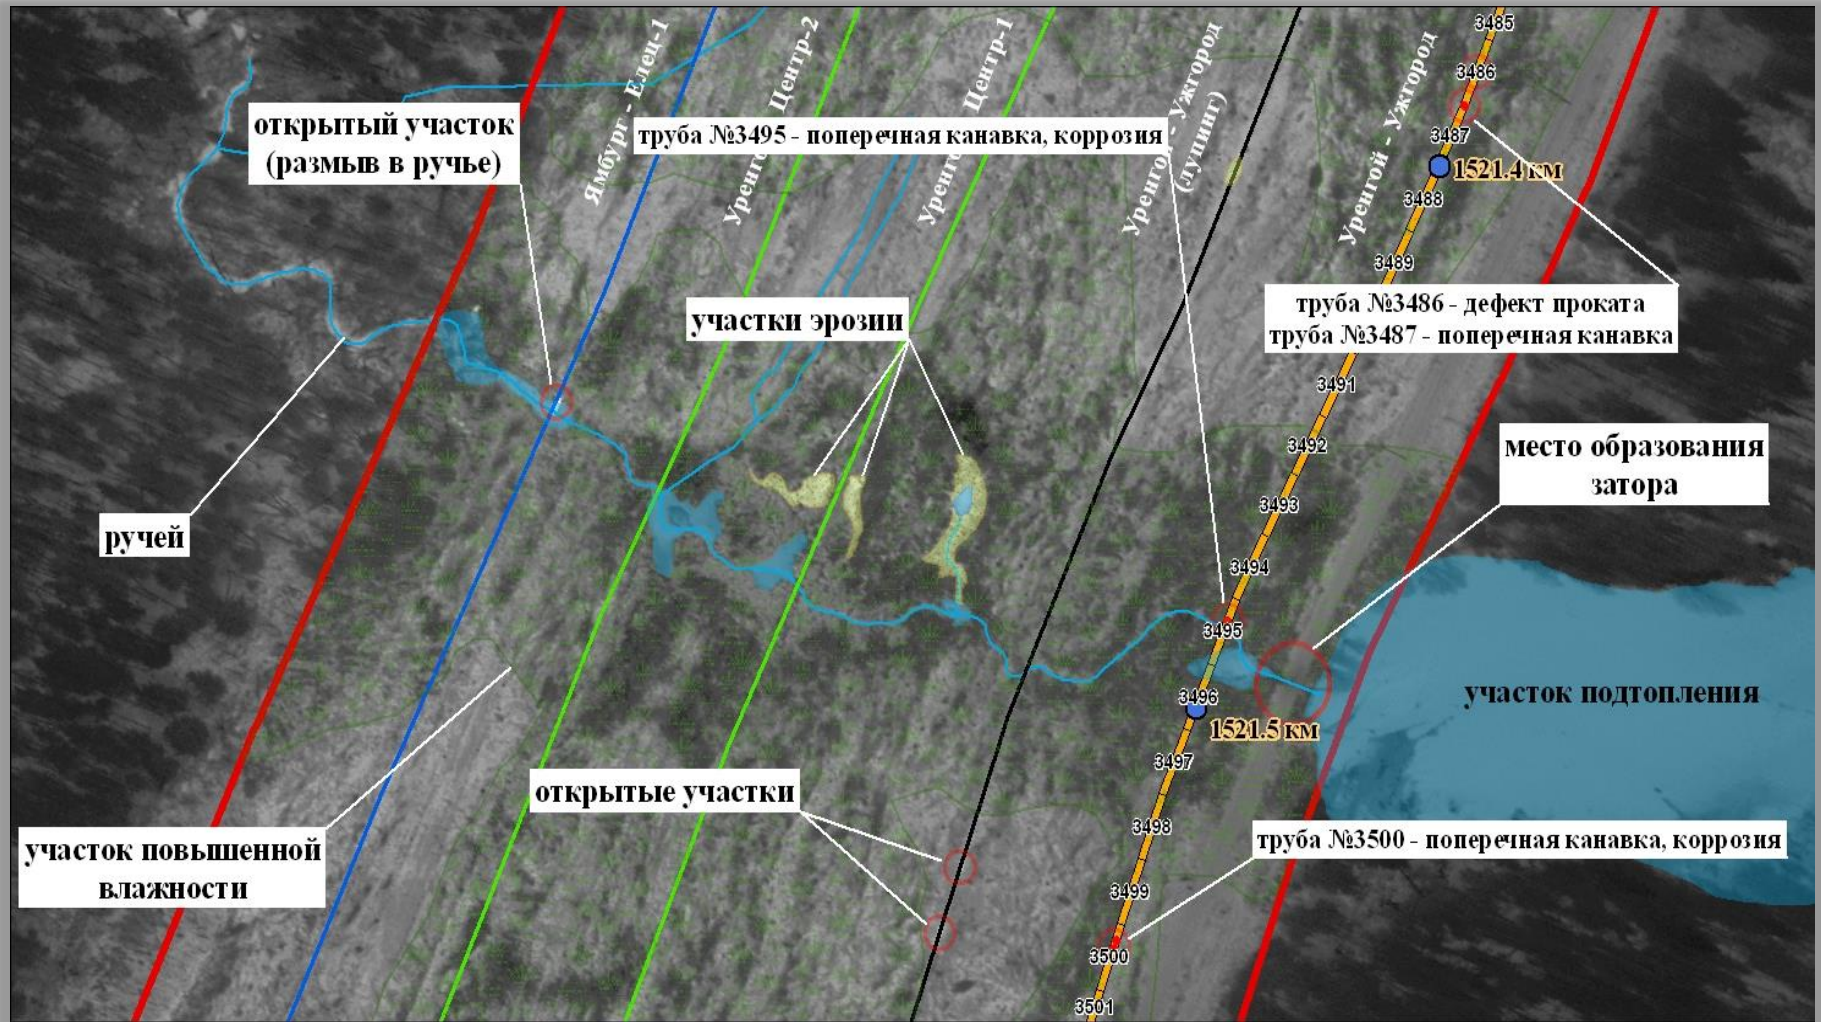 3485
Ямбург - Елец-1
Центр-2
Центр-1
Ужгород
(лупинг)
Уренгой - Ужгород
3486
открытый участок
(размыв в ручье)
труба №3495 - поперечная канавка, коррозия
3487
1521.4 км
3488
3489
труба №3486 - дефект проката
труба №3487 - поперечная канавка
участки эрозии
3491
3492
место образования
затора
3493
ручей
3494
3495
участок подтопления
3496
1521.5 км
3497
открытые участки
3498
труба №3500 - поперечная канавка, коррозия
участок повышенной
влажности
3499
3500
3501